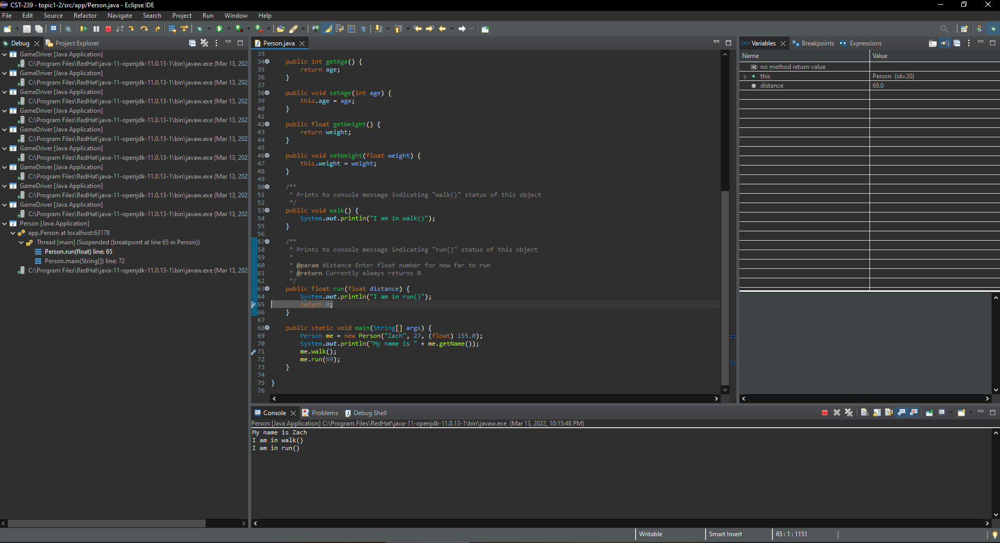 CST-239 - topic1-2/src/app/Person.java - Eclipse IDE
File Edit Source Refactor Navigate Search Project Run Window Help
Debug Project Explorer
GameDriver [Java Application]
C:\Program Files\RedHat\java-11-openjdk-11.0.13-1\bin\javaw.exe (Mar 13, 202
GameDriver [Java Application]
C:\Program Files\RedHat\java-11-openjdk-11.0.13-1\bin\javaw.exe (Mar 13, 202
GameDriver [Java Application]
C:\Program Files\RedHat\java-11-openjdk-11.0.13-1\bin\javaw.exe (Mar 13, 202
GameDriver [Java Application]
C:\Program Files\RedHat\java-11-openjdk-11.0.13-1\bin\javaw.exe (Mar 13, 202
GameDriver [Java Application]
C:\Program Files\RedHat\java-11-openjdk-11.0.13-1\bin\javaw.exe (Mar 13, 202
GameDriver [Java Application]
C:\Program Files\RedHat\java-11-openjdk-11.0.13-1\bin\javaw.exe (Mar 13, 202
GameDriver [Java Application]
C:\Program Files\RedHat\java-11-openjdk-11.0.13-1\bin\javaw.exe (Mar 13, 202
GameDriver [Java Application]
C:\Program Files\RedHat\java-11-openjdk-11.0.13-1\bin\javaw.exe (Mar 13, 202
GameDriver [Java Application]
C:\Program Files\RedHat\java-11-openjdk-11.0.13-1\bin\javaw.exe (Mar 13, 202
Person [Java Application]
app.Person at localhost:63178
Thread [main] (Suspended (breakpoint at line 65 in Person))
Person.run(float) line: 65
Person.main(String[]) line: 72
C:\Program Files\RedHat\java-11-openjdk-11.0.13-1\bin\javaw.exe (Mar 13, 202
Person.java
33
34 public int getAge() {
35 return age;
36 }
37
38 public void setAge(int age) {
39 this.age = age;
40 }
41
42 public float getWeight() {
43 return weight;
44 }
45
46 public void setWeight(float weight) {
47 this.weight = weight;
48 }
49
50 /**
51 * Prints to console message indicating "walk()" status of this object
52 */
53 public void walk() {
54 System.out.println("I am in walk()");
55 }
56
57 /**
58 * Prints to console message indicating "run()" status of this object
59 *
60 * @param distance Enter float number for how far to run
61 * @return Currently always returns 0
62 */
63 public float run(float distance) {
64 System.out.println("I am in run()");
65 return 0;
66 }
67
68 public static void main(String[] args) {
69 Person me = new Person("Zach", 27, (float) 155.0);
70 System.out.println("My name is " + me.getName());
71 me.walk();
72 me.run(69);
73 }
74
75 }
76
(x)= Variables Breakpoints Expressions
Name Value
no method return value
this Person (id=20)
distance 69.0
Console Problems Debug Shell
Person [Java Application] C:\Program Files\RedHat\java-11-openjdk-11.0.13-1\bin\javaw.exe (Mar 13, 2022, 10:15:48 PM)
My name is Zach
I am in walk()
I am in run()
Writable Smart Insert 65 : 1 : 1151